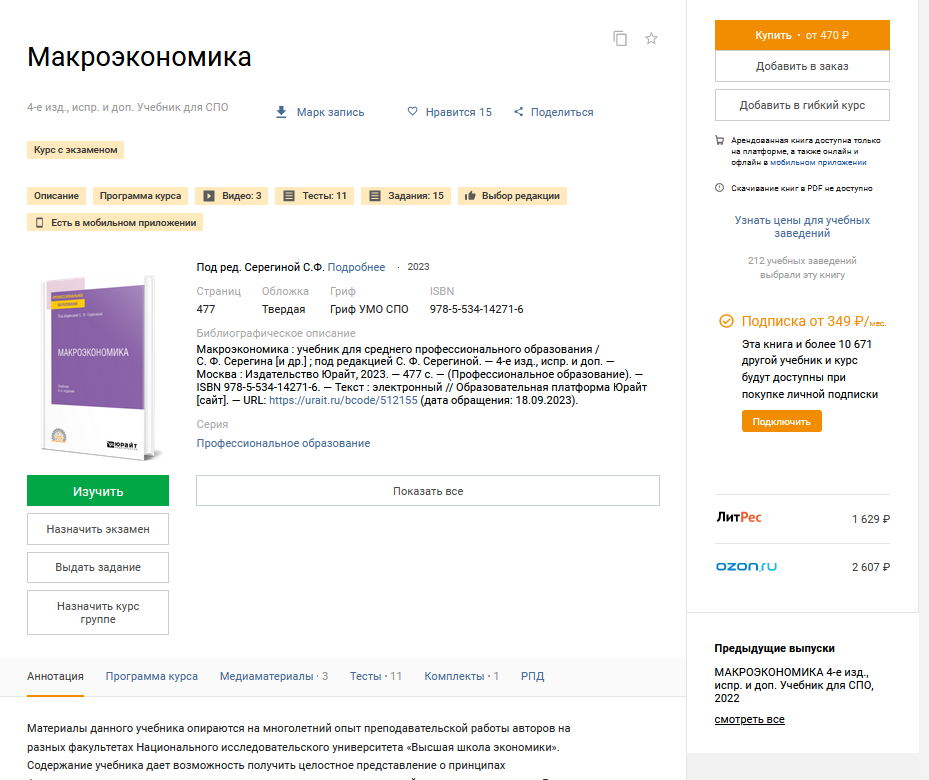 Макроэкономика
4-е изд., испр. и доп. Учебник для СПО
Марк запись
Нравится 15
Поделиться
Курс с экзаменом
Описание
Программа курса
Видео: 3
Тесты: 11
Задания: 15
Выбор редакции
Есть в мобильном приложении
МАКРОЭКОНОМИКА
ЮРАЙТ
Под ред. Серегиной С.Ф. Подробнее · 2023
Страниц Обложка Гриф ISBN
477 Твердая Гриф УМО СПО 978-5-534-14271-6
Библиографическое описание
Макроэкономика : учебник для среднего профессионального образования /
С. Ф. Серегина [и др.] ; под редакцией С. Ф. Серегиной. — 4-е изд., испр. и доп. —
Москва : Издательство Юрайт, 2023. — 477 с. — (Профессиональное образование). —
ISBN 978-5-534-14271-6. — Текст : электронный // Образовательная платформа Юрайт
[сайт]. — URL: https://urait.ru/bcode/512155 (дата обращения: 18.09.2023).
Серия
Профессиональное образование
Изучить
Показать все
Назначить экзамен
Выдать задание
Назначить курс
группе
Аннотация
Программа курса
Медиаматериалы · 3
Тесты · 11
Комплекты · 1
РПД
Материалы данного учебника опираются на многолетний опыт преподавательской работы авторов на
разных факультетах Национального исследовательского университета «Высшая школа экономики».
Содержание учебника дает возможность получить целостное представление о принципах
Купить · от 470 ₽
Добавить в заказ
Добавить в гибкий курс
Арендованная книга доступна только
на платформе, а также онлайн и
офлайн в мобильном приложении
Скачивание книг в PDF не доступно
Узнать цены для учебных
заведений
212 учебных заведений
выбрали эту книгу
Подписка от 349 ₽/мес.
Эта книга и более 10 671
другой учебник и курс
будут доступны при
покупке личной подписки
Подключить
ЛитРес 1 629 ₽
OZON.RU 2 607 ₽
Предыдущие выпуски
МАКРОЭКОНОМИКА 4-е изд.,
испр. и доп. Учебник для СПО,
2022
смотреть все